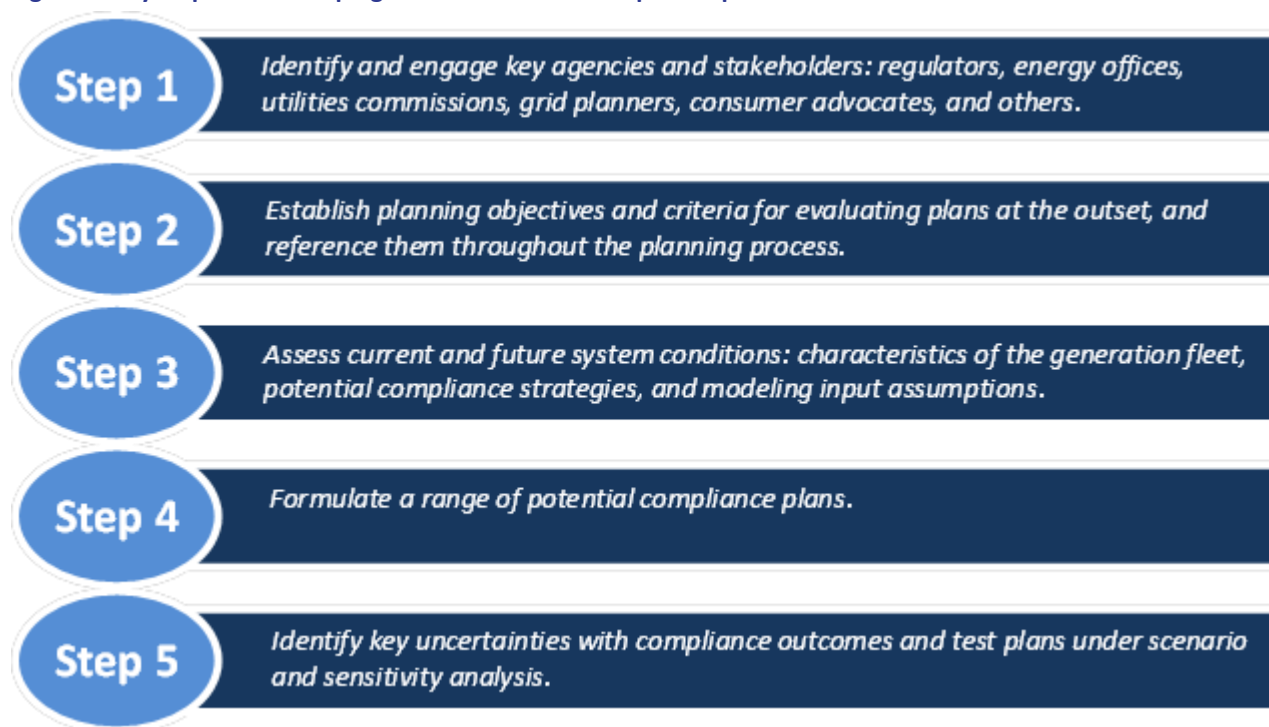 Step 1
Identify and engage key agencies and stakeholders: regulators, energy offices,
utilities commissions, grid planners, consumer advocates, and others.
Step 2
Establish planning objectives and criteria for evaluating plans at the outset, and
reference them throughout the planning process.
Step 3
Assess current and future system conditions: characteristics of the generation fleet,
potential compliance strategies, and modeling input assumptions.
Step 4
Formulate a range of potential compliance plans.
Step 5
Identify key uncertainties with compliance outcomes and test plans under scenario
and sensitivity analysis.